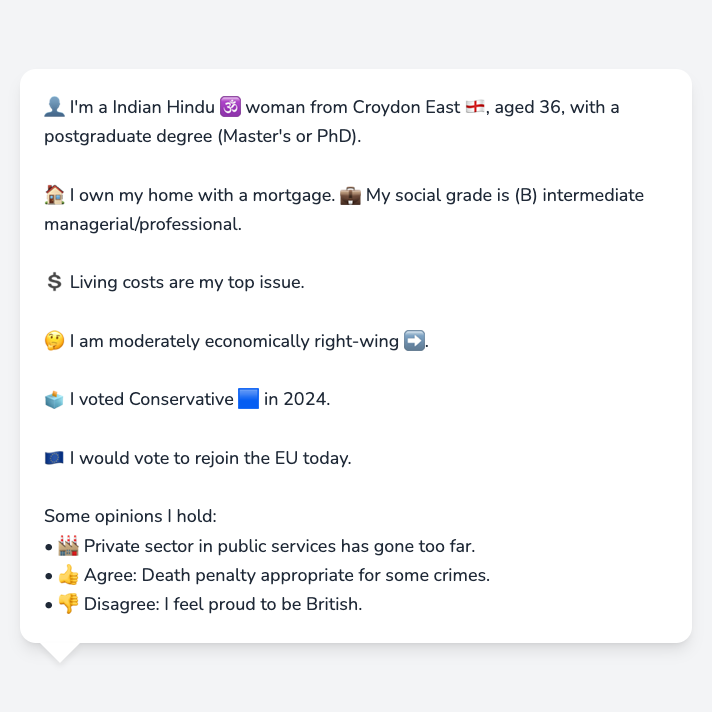 👤 I'm a Indian Hindu 🕉️ woman from Croydon East 🏴󠁧󠁢󠁥󠁮󠁧󠁿, aged 36, with a
postgraduate degree (Master's or PhD).
🏠 I own my home with a mortgage. 💼 My social grade is (B) intermediate
managerial/professional.
💲 Living costs are my top issue.
🤔 I am moderately economically right-wing ➡️.
🗳️ I voted Conservative 🟦 in 2024.
🇪🇺 I would vote to rejoin the EU today.
Some opinions I hold:
• 🏭 Private sector in public services has gone too far.
• 👍 Agree: Death penalty appropriate for some crimes.
• 👎 Disagree: I feel proud to be British.